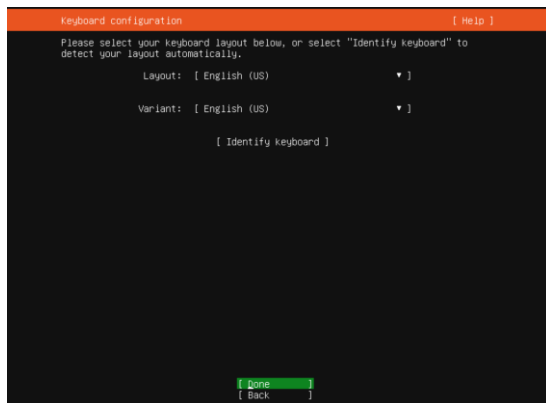 Keyboard configuration [ Help ]
Please select your keyboard layout below, or select "Identify keyboard" to
detect your layout automatically.
Layout: [ English (US) ▾ ]
Variant: [ English (US) ▾ ]
[ Identify keyboard ]
[ Done ]
[ Back ]